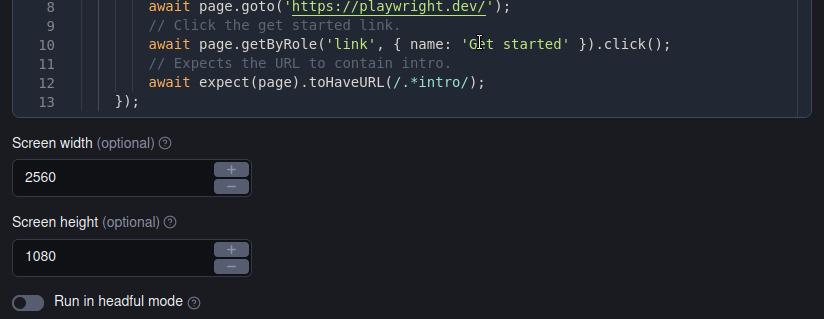 8 await page.goto('https://playwright.dev/');
9 // Click the get started link.
10 await page.getByRole('link', { name: 'Get started' }).click();
11 // Expects the URL to contain intro.
12 await expect(page).toHaveURL(/.*intro/);
13 });
Screen width (optional) ?
2560
+
−
Screen height (optional) ?
1080
+
−
Run in headful mode ?